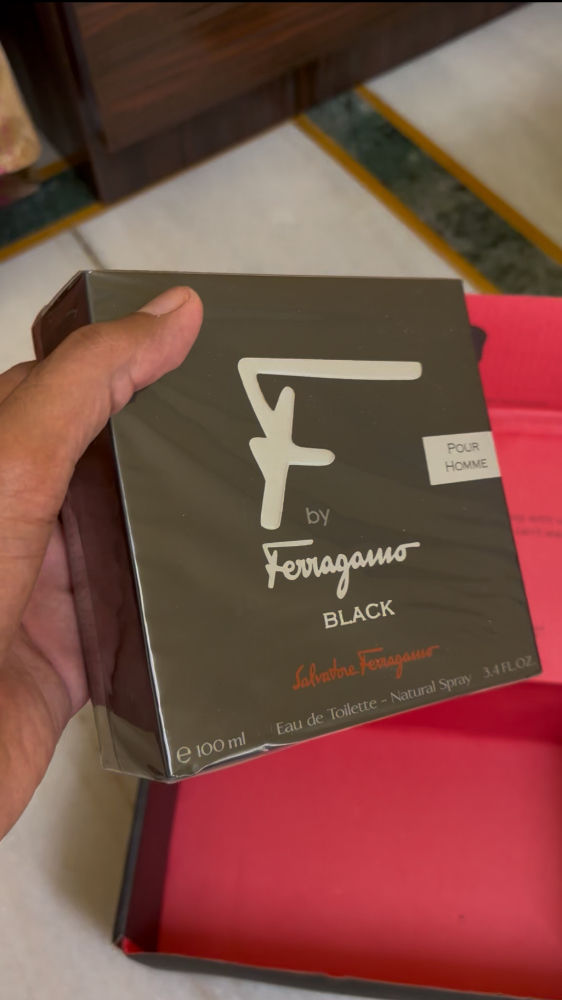 F
by
Ferragamo
BLACK
POUR
HOMME
Salvatore Ferragamo
Eau de Toilette - Natural Spray 3.4 FL.OZ.
e 100 ml